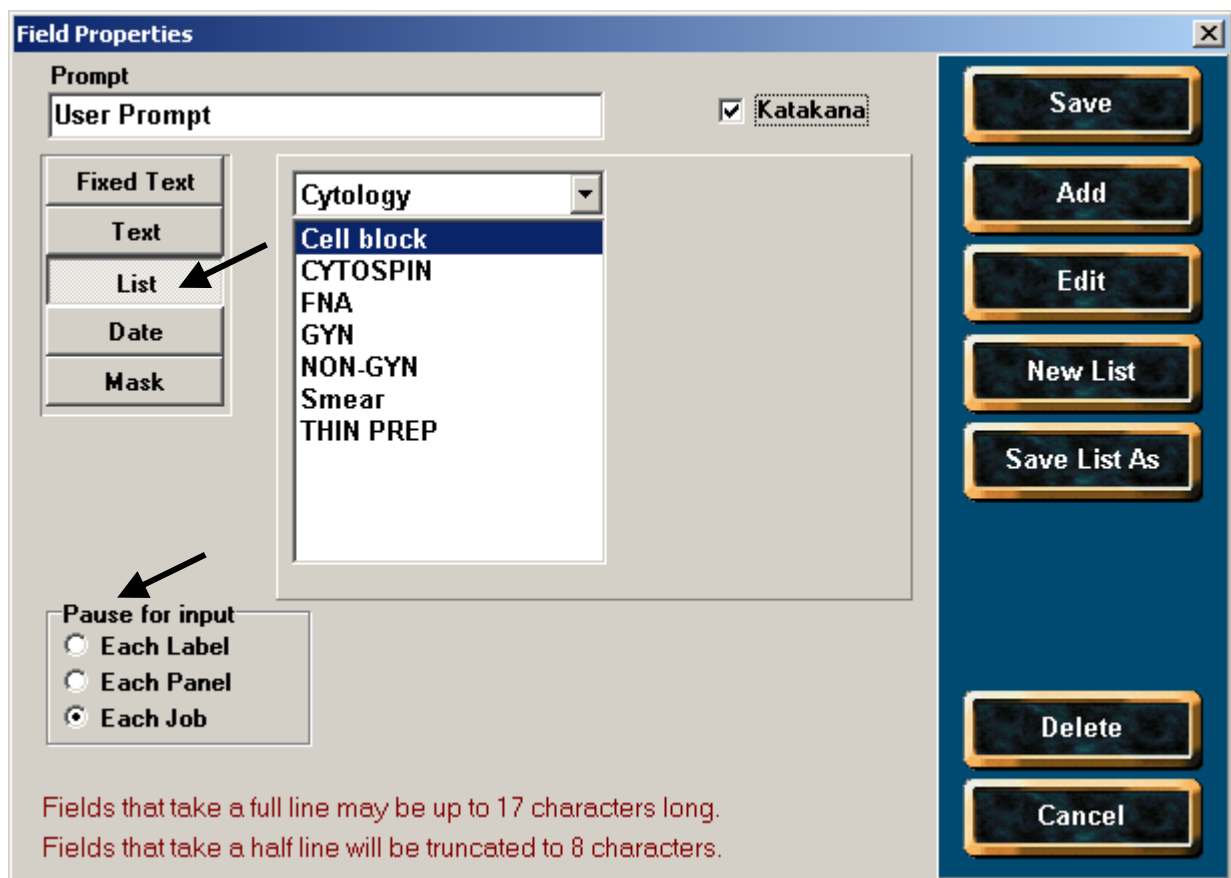 Field Properties
Prompt
User Prompt
Katakana
Fixed Text
Text
List
Date
Mask
Cytology
Cell block
CYTOSPIN
FNA
GYN
NON-GYN
Smear
THIN PREP
Pause for input
Each Label
Each Panel
Each Job
Fields that take a full line may be up to 17 characters long.
Fields that take a half line will be truncated to 8 characters.
Save
Add
Edit
New List
Save List As
Delete
Cancel